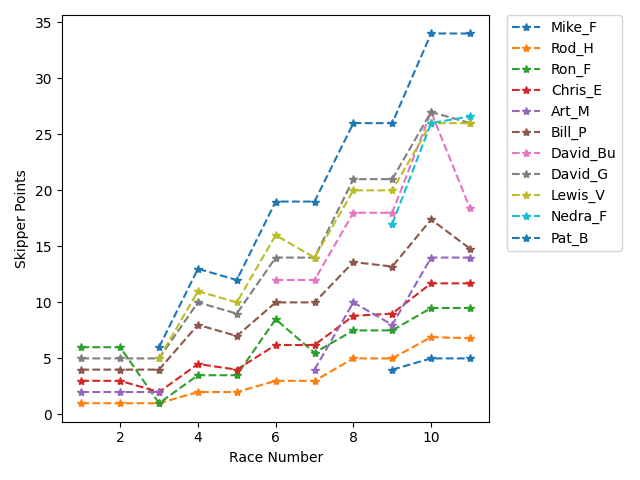 35
30
25
20
15
10
5
0
Skipper Points
2 4 6 8 10
Race Number
Mike_F
Rod_H
Ron_F
Chris_E
Art_M
Bill_P
David_Bu
David_G
Lewis_V
Nedra_F
Pat_B